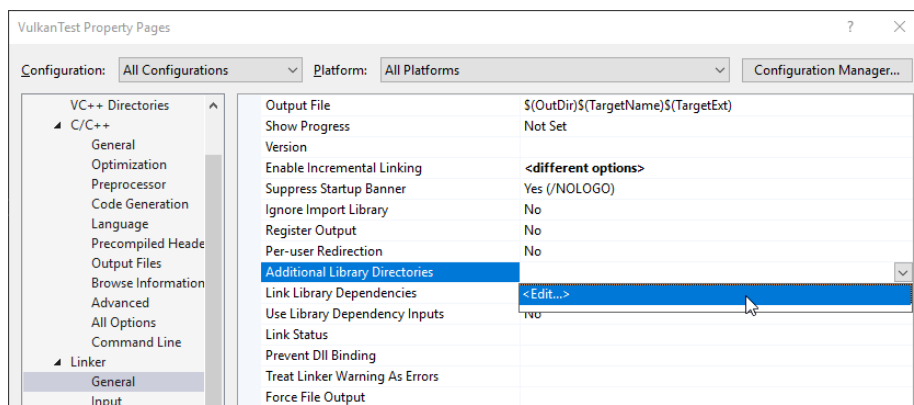 VulkanTest Property Pages ?
Configuration: All Configurations Platform: All Platforms Configuration Manager...
VC++ Directories
C/C++
General
Optimization
Preprocessor
Code Generation
Language
Precompiled Heade
Output Files
Browse Information
Advanced
All Options
Command Line
Linker
General
Input
Output File $(OutDir)$(TargetName)$(TargetExt)
Show Progress Not Set
Version
Enable Incremental Linking <different options>
Suppress Startup Banner Yes (/NOLOGO)
Ignore Import Library No
Register Output No
Per-user Redirection No
Additional Library Directories
Link Library Dependencies <Edit...>
Use Library Dependency Inputs No
Link Status
Prevent Dll Binding
Treat Linker Warning As Errors
Force File Output